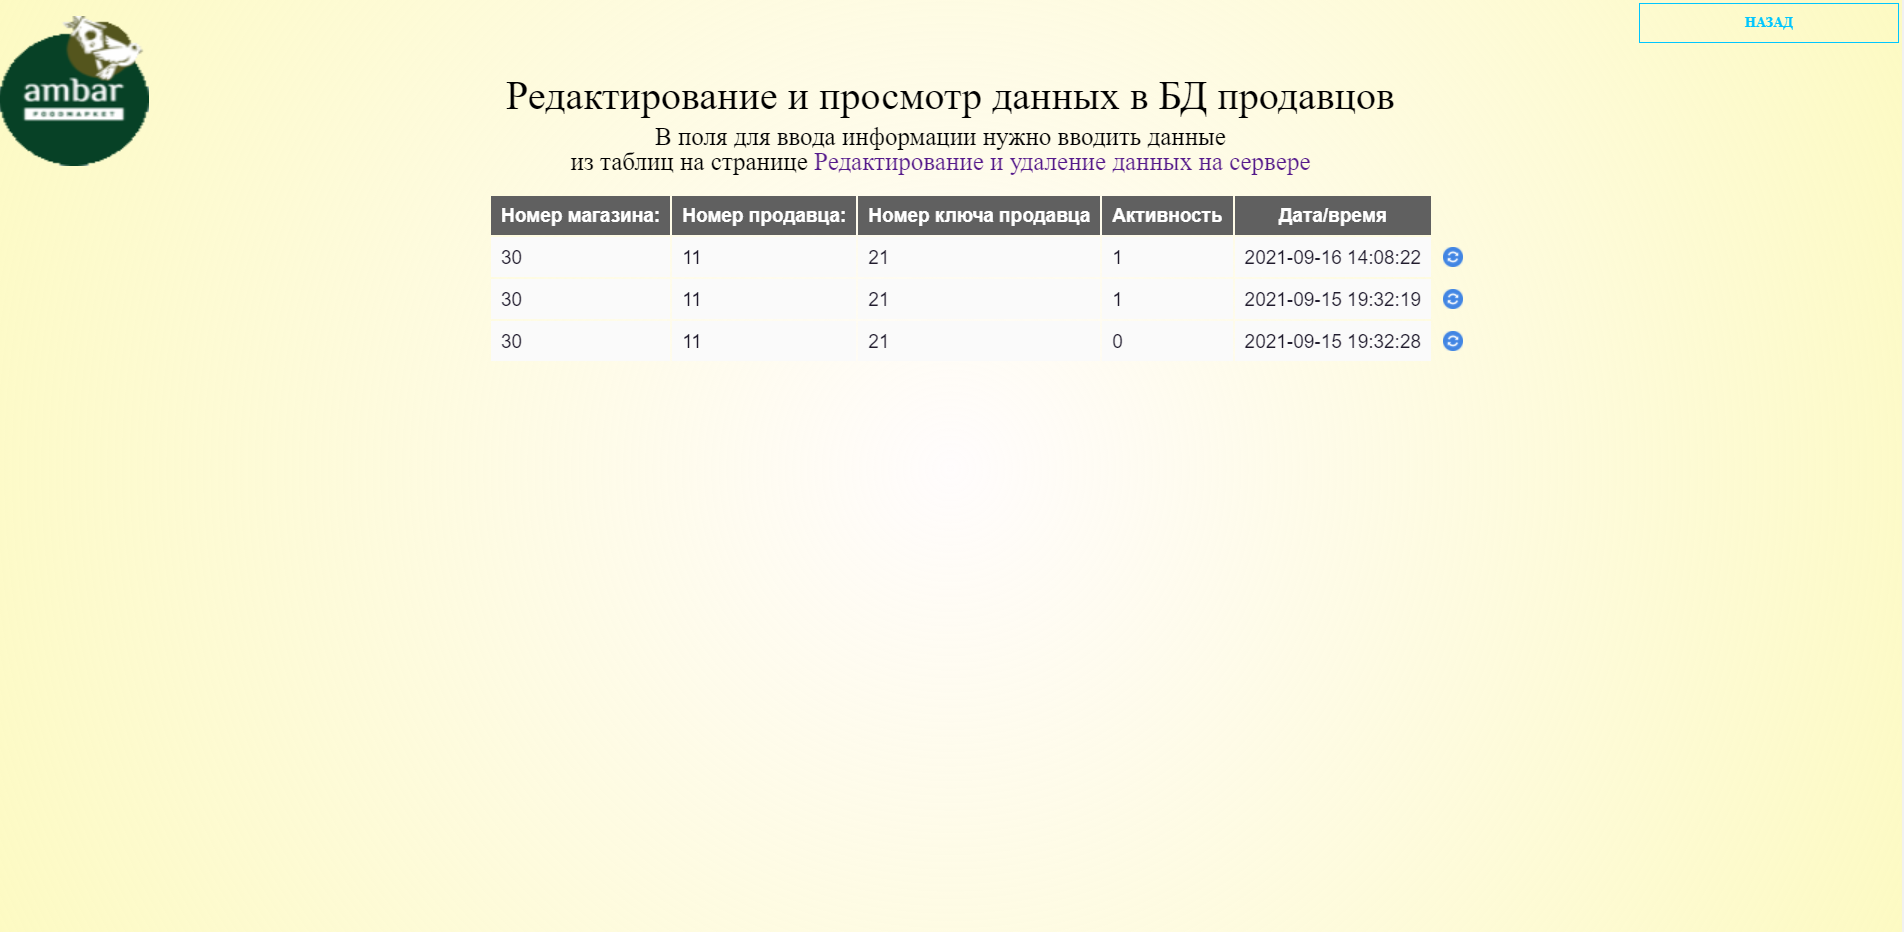 НАЗАД
ambar
FOODMAPKET
Редактирование и просмотр данных в БД продавцов
В поля для ввода информации нужно вводить данные
из таблиц на странице Редактирование и удаление данных на сервере
Номер магазина: Номер продавца: Номер ключа продавца Активность Дата/время
30 11 21 1 2021-09-16 14:08:22
30 11 21 1 2021-09-15 19:32:19
30 11 21 0 2021-09-15 19:32:28